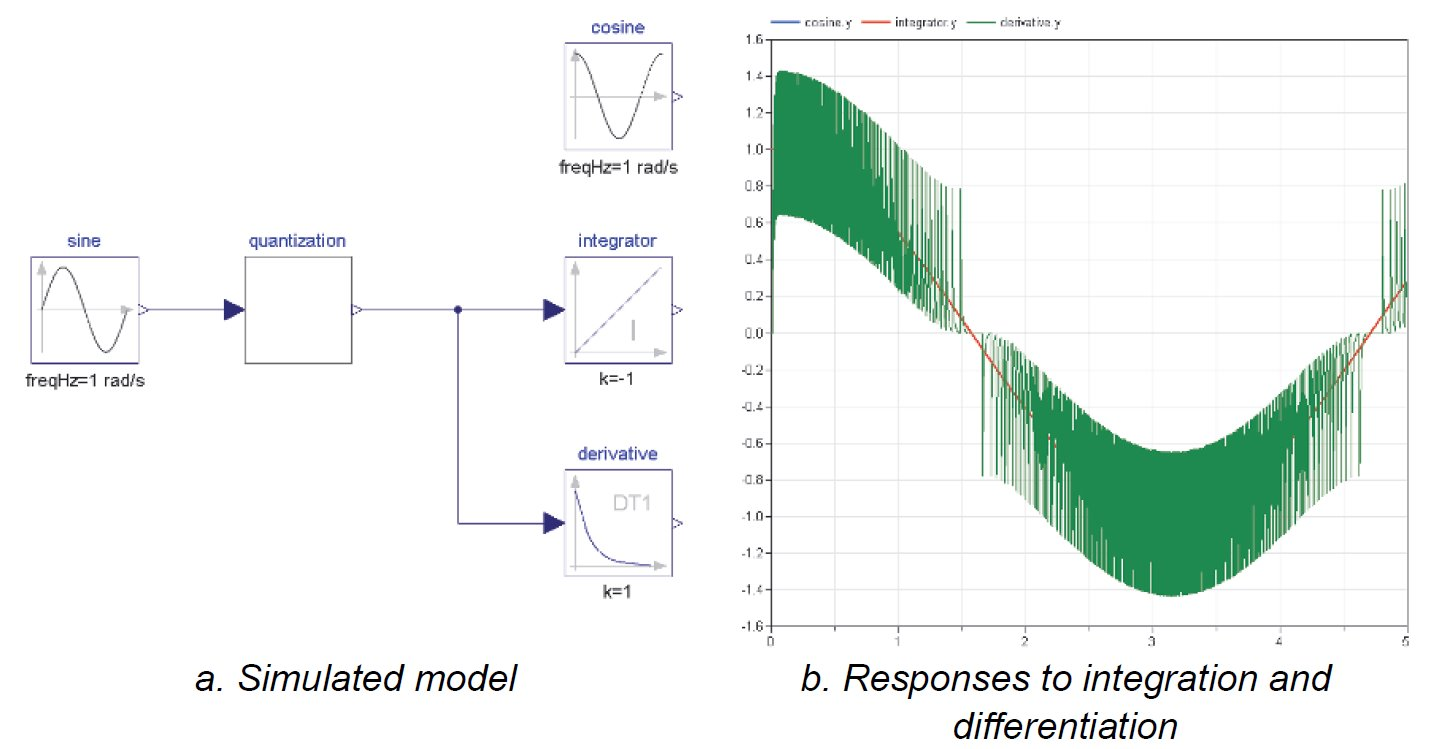 cosine
freqHz=1 rad/s
sine
freqHz=1 rad/s
quantization
integrator
I
k=-1
derivative
DT1
k=1
a. Simulated model
cosine.y integrator.y derivative.y
1.6
1.4
1.2
1.0
0.8
0.6
0.4
0.2
0.0
-0.2
-0.4
-0.6
-0.8
-1.0
-1.2
-1.4
-1.6
0 1 2 3 4 5
b. Responses to integration and
differentiation